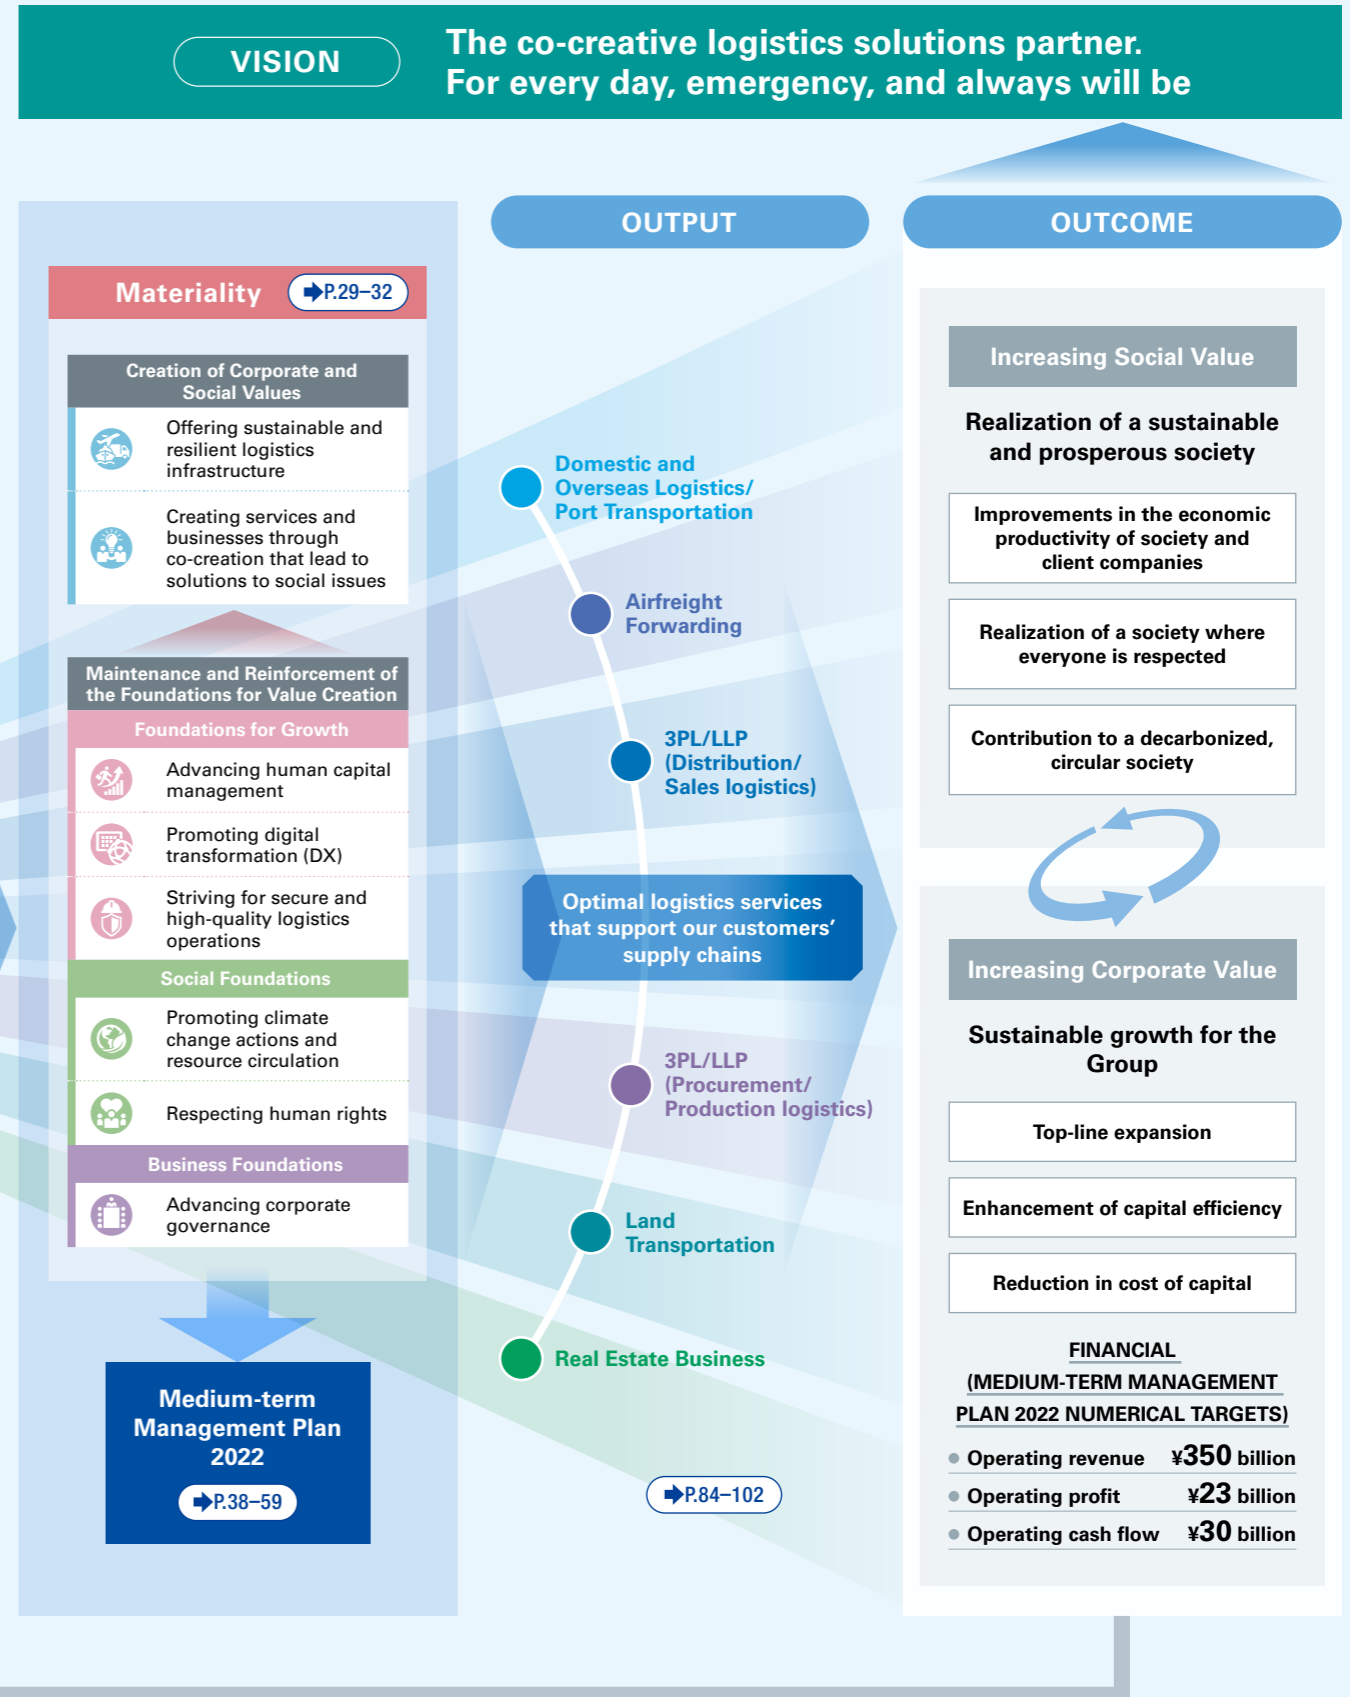 VISION
The co-creative logistics solutions partner.
For every day, emergency, and always will be
Materiality
P.29–32
Creation of Corporate and
Social Values
Offering sustainable and
resilient logistics
infrastructure
Creating services and
businesses through
co-creation that lead to
solutions to social issues
Maintenance and Reinforcement of
the Foundations for Value Creation
Foundations for Growth
Advancing human capital
management
Promoting digital
transformation (DX)
Striving for secure and
high-quality logistics
operations
Social Foundations
Promoting climate
change actions and
resource circulation
Respecting human rights
Business Foundations
Advancing corporate
governance
Medium-term
Management Plan
2022
P.38–59
OUTPUT
Domestic and
Overseas Logistics/
Port Transportation
Airfreight
Forwarding
3PL/LLP
(Distribution/
Sales logistics)
Optimal logistics services
that support our customers’
supply chains
3PL/LLP
(Procurement/
Production logistics)
Land
Transportation
Real Estate Business
P.84–102
OUTCOME
Increasing Social Value
Realization of a sustainable
and prosperous society
Improvements in the economic
productivity of society and
client companies
Realization of a society where
everyone is respected
Contribution to a decarbonized,
circular society
Increasing Corporate Value
Sustainable growth for the
Group
Top-line expansion
Enhancement of capital efficiency
Reduction in cost of capital
FINANCIAL
(MEDIUM-TERM MANAGEMENT
PLAN 2022 NUMERICAL TARGETS)
Operating revenue ¥350 billion
Operating profit ¥23 billion
Operating cash flow ¥30 billion